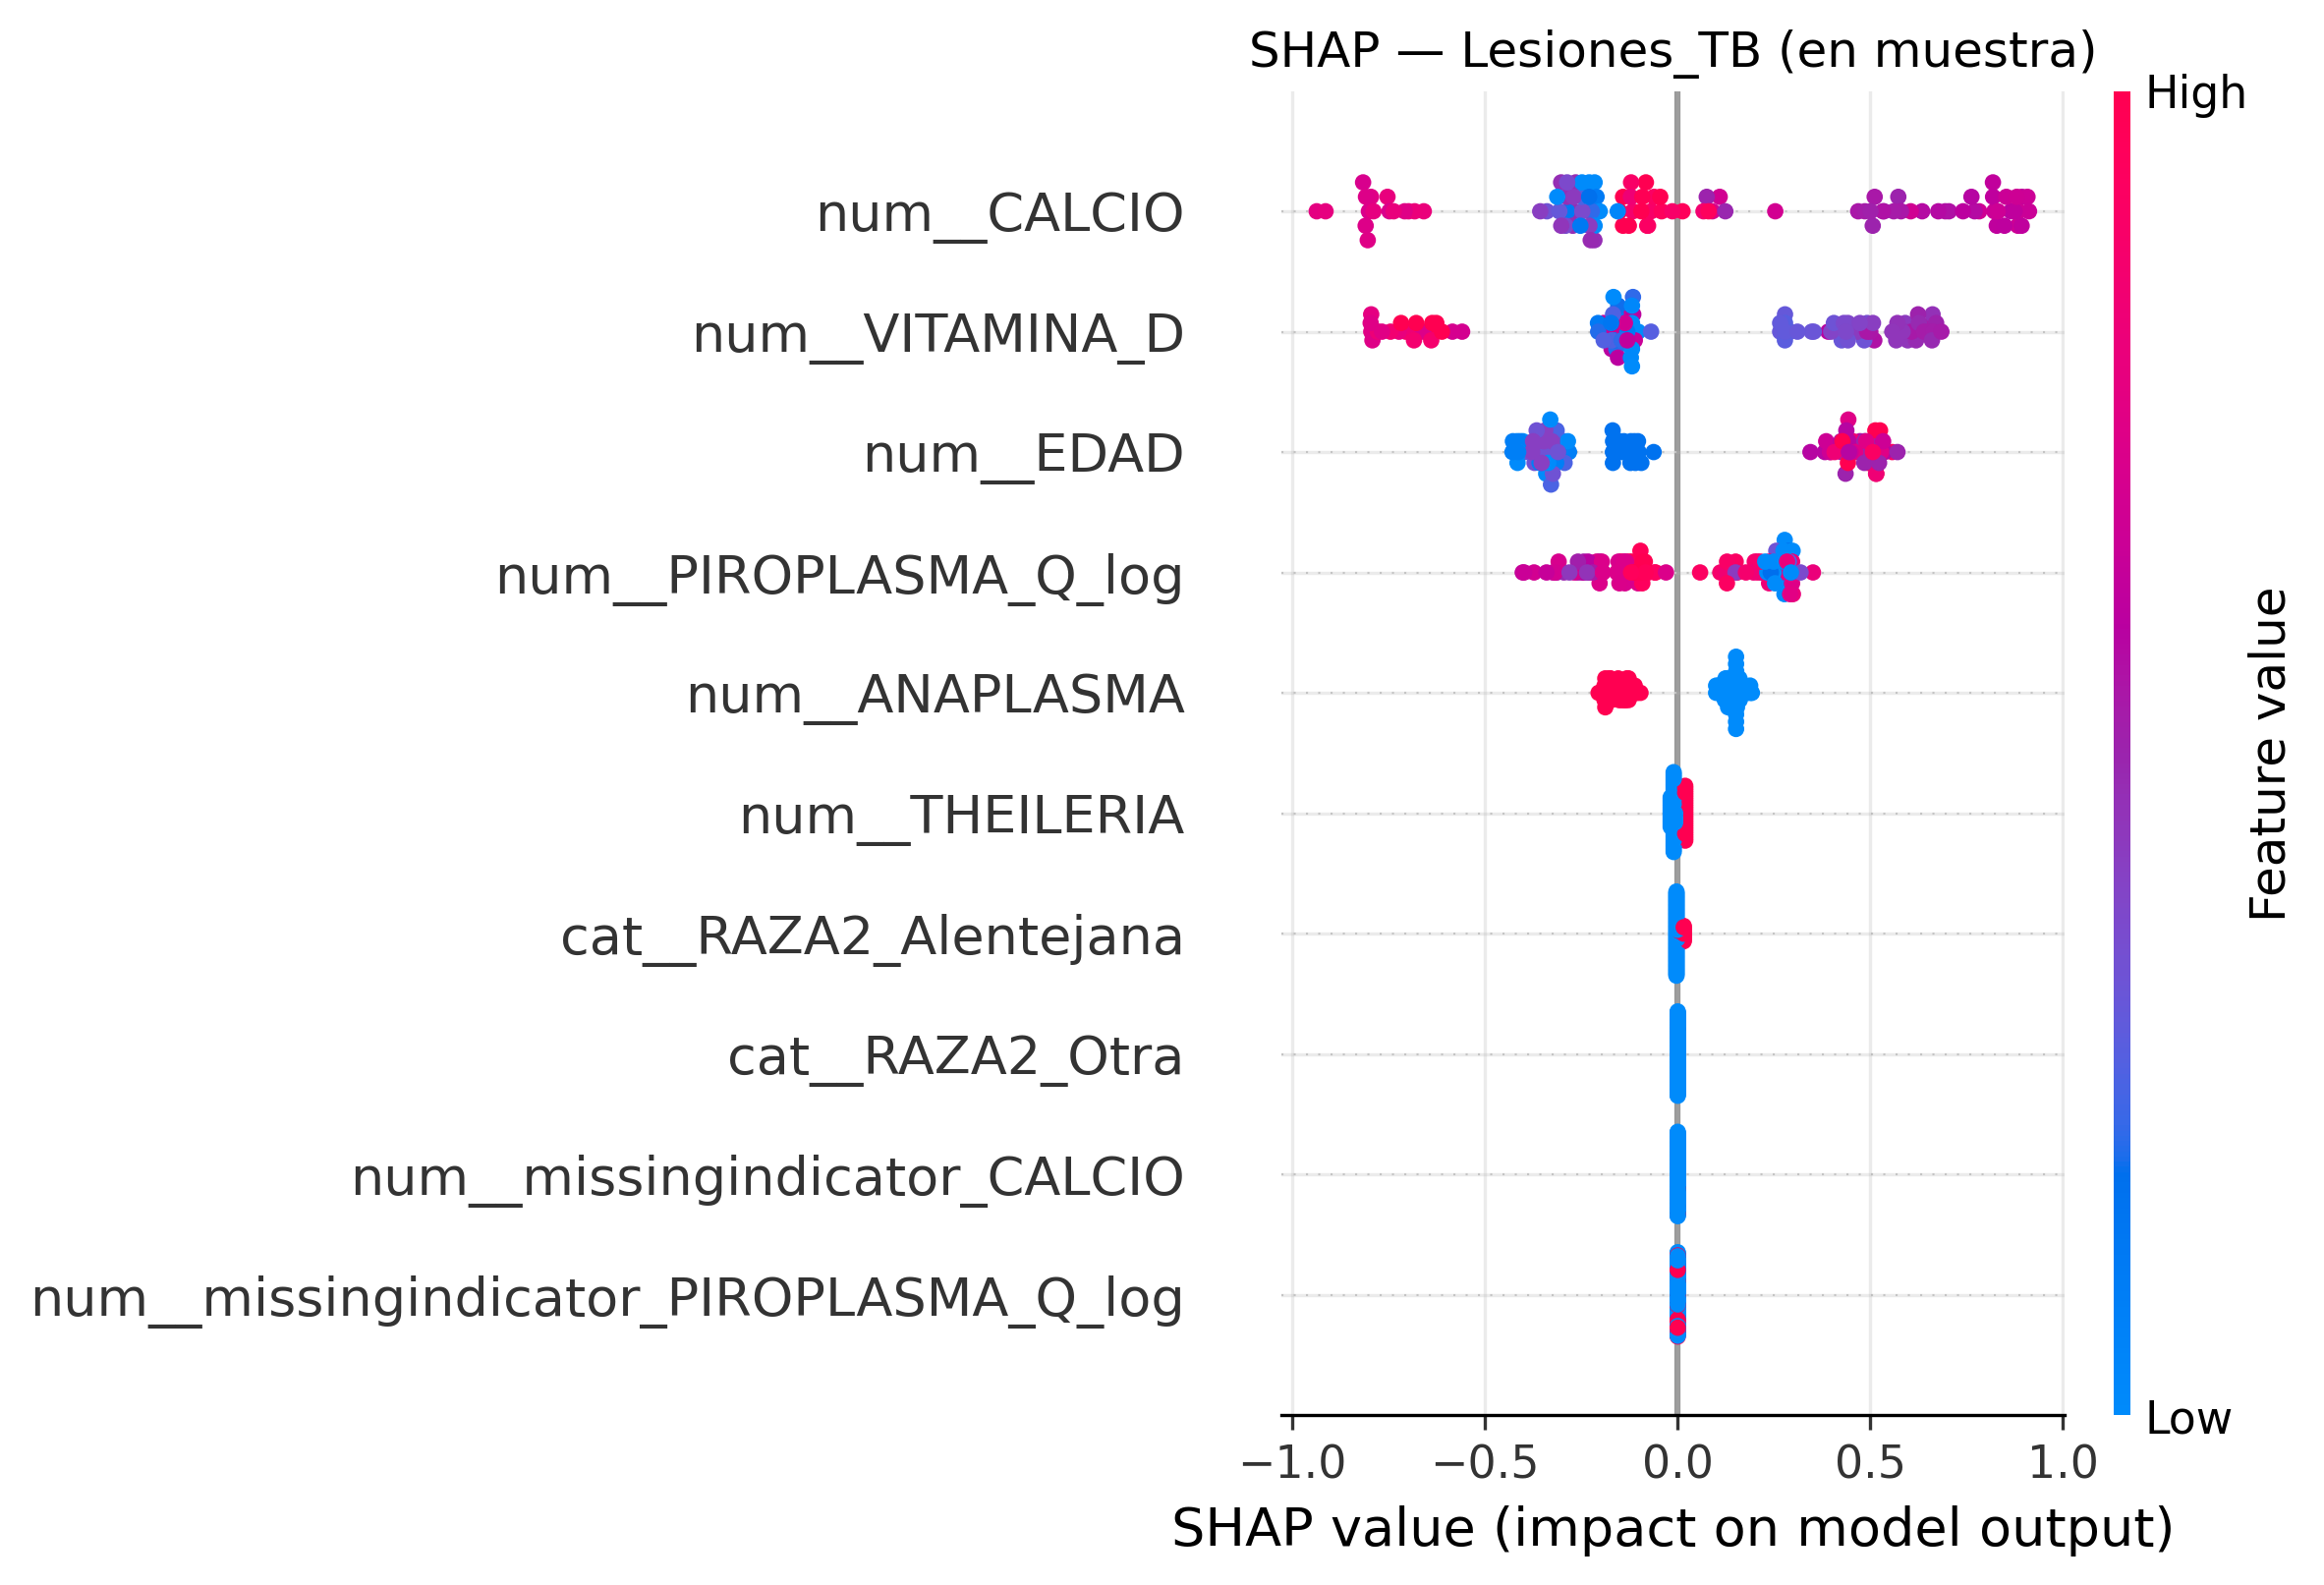 SHAP — Lesiones_TB (en muestra)
High
num__CALCIO
num__VITAMINA_D
num__EDAD
num__PIROPLASMA_Q_log
num__ANAPLASMA
num__THEILERIA
cat__RAZA2_Alentejana
cat__RAZA2_Otra
num__missingindicator_CALCIO
num__missingindicator_PIROPLASMA_Q_log
Feature value
Low
−1.0 −0.5 0.0 0.5 1.0
SHAP value (impact on model output)